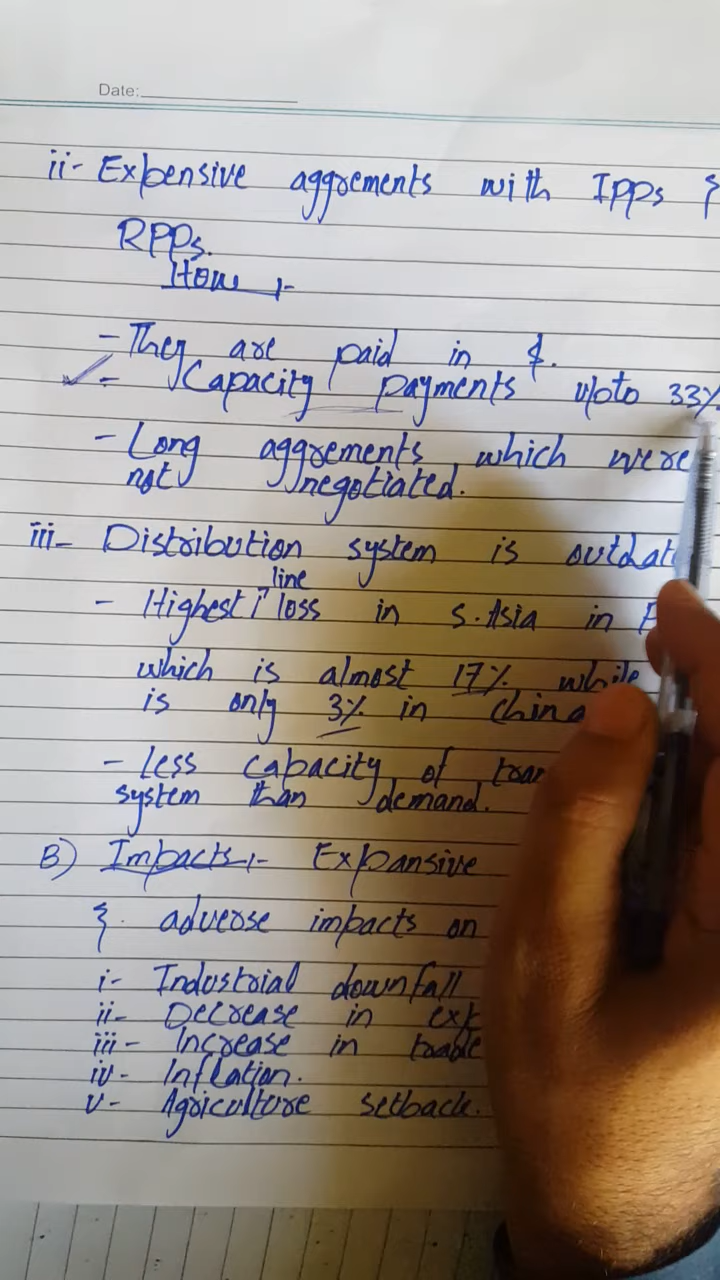 Date:
ii- Expensive aggrements with IPPs &
RPPs.
How :-
- They are paid in $.
- Capacity payments upto 33%
- Long aggrements which were
not negotiated.
iii- Distribution system is
line
- Highest loss in S.Asia in
which is almost 17% while
is only 3% in China
- Less capacity of
system than demand.
B) Impacts:- Expansive
& adverse impacts on
i- Industrial downfall
ii- Decrease in
iii- Increase in trade
iv- Inflation.
v- Agriculture setback.